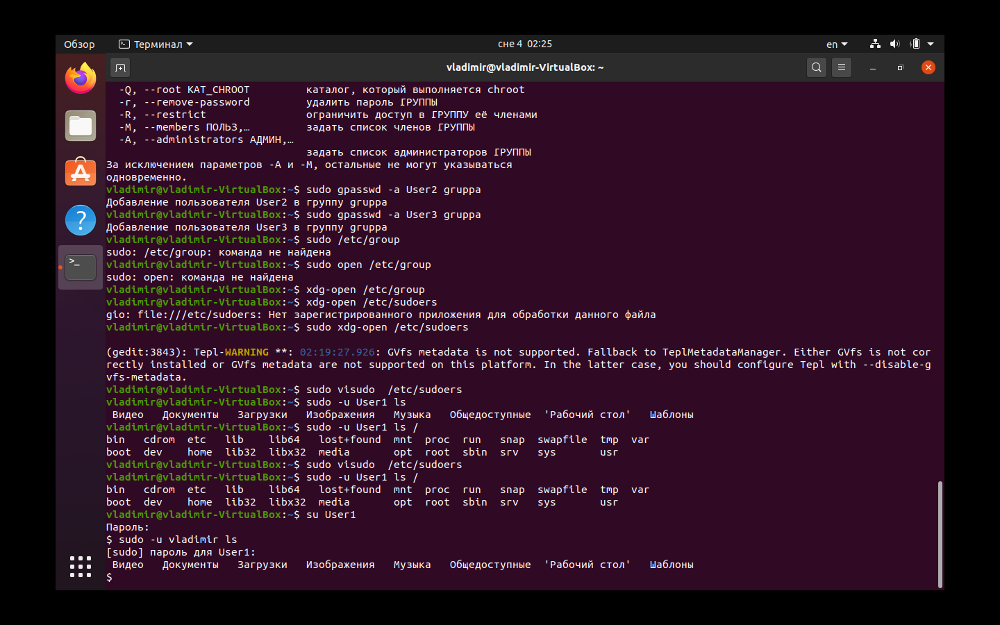 Обзор
Терминал
сне 4 02:25
en
vladimir@vladimir-VirtualBox: ~
-Q, --root КАТ_CHROOT каталог, который выполняется chroot
-r, --remove-password удалить пароль ГРУППЫ
-R, --restrict ограничить доступ в ГРУППУ её членами
-M, --members ПОЛЬЗ,… задать список членов ГРУППЫ
-A, --administrators АДМИН,…
задать список администраторов ГРУППЫ
За исключением параметров -A и -M, остальные не могут указываться
одновременно.
vladimir@vladimir-VirtualBox:~$ sudo gpasswd -a User2 gruppa
Добавление пользователя User2 в группу gruppa
vladimir@vladimir-VirtualBox:~$ sudo gpasswd -a User3 gruppa
Добавление пользователя User3 в группу gruppa
vladimir@vladimir-VirtualBox:~$ sudo /etc/group
sudo: /etc/group: команда не найдена
vladimir@vladimir-VirtualBox:~$ sudo open /etc/group
sudo: open: команда не найдена
vladimir@vladimir-VirtualBox:~$ xdg-open /etc/group
vladimir@vladimir-VirtualBox:~$ xdg-open /etc/sudoers
gio: file:///etc/sudoers: Нет зарегистрированного приложения для обработки данного файла
vladimir@vladimir-VirtualBox:~$ sudo xdg-open /etc/sudoers
(gedit:3843): Tepl-WARNING **: 02:19:27.926: GVfs metadata is not supported. Fallback to TeplMetadataManager. Either GVfs is not cor
rectly installed or GVfs metadata are not supported on this platform. In the latter case, you should configure Tepl with --disable-g
vfs-metadata.
vladimir@vladimir-VirtualBox:~$ sudo visudo  /etc/sudoers
vladimir@vladimir-VirtualBox:~$ sudo -u User1 ls
Видео Документы Загрузки Изображения Музыка Общедоступные 'Рабочий стол' Шаблоны
vladimir@vladimir-VirtualBox:~$ sudo -u User1 ls /
bin cdrom etc lib lib64 lost+found mnt proc run snap swapfile tmp var
boot dev home lib32 libx32 media opt root sbin srv sys usr
vladimir@vladimir-VirtualBox:~$ sudo visudo  /etc/sudoers
vladimir@vladimir-VirtualBox:~$ sudo -u User1 ls /
bin cdrom etc lib lib64 lost+found mnt proc run snap swapfile tmp var
boot dev home lib32 libx32 media opt root sbin srv sys usr
vladimir@vladimir-VirtualBox:~$ su User1
Пароль:
$ sudo -u vladimir ls
[sudo] пароль для User1:
Видео Документы Загрузки Изображения Музыка Общедоступные 'Рабочий стол' Шаблоны
$